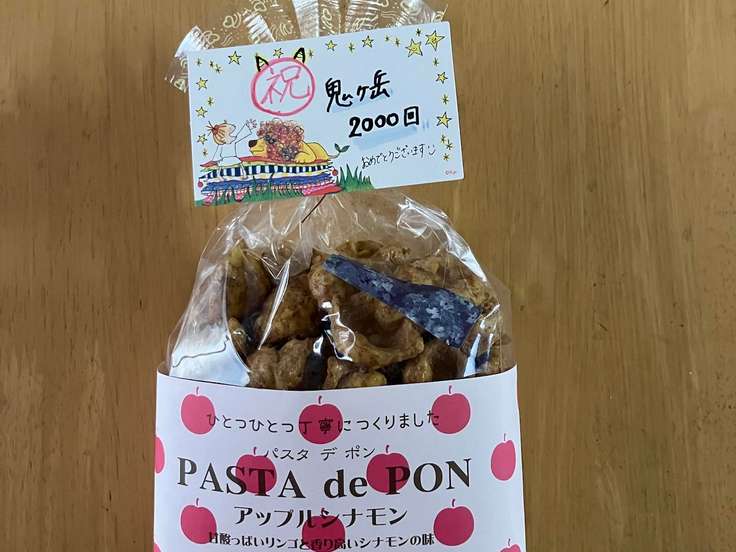 祝
鬼ヶ岳
2000回
おめでとうございます
ひとつひとつ丁寧につくりました
パスタ デ ポン
PASTA de PON
アップルシナモン
甘酸っぱいリンゴと香り高いシナモンの味